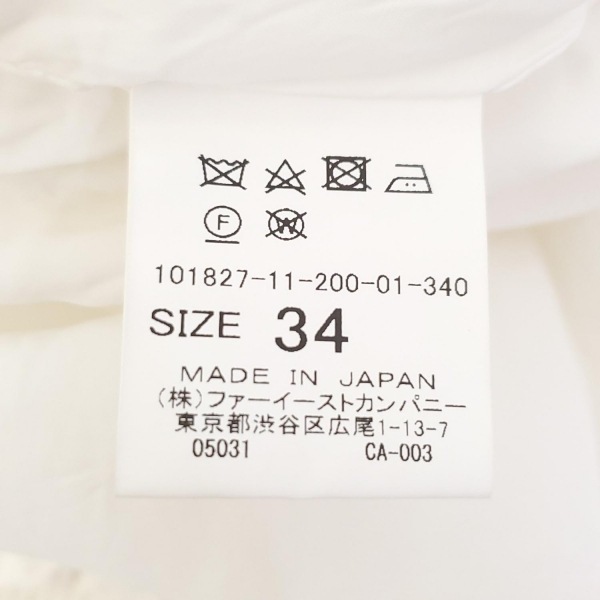 F W
101827-11-200-01-340
SIZE 34
MADE IN JAPAN
(株)ファーイーストカンパニー
東京都渋谷区広尾1-13-7
05031 CA-003